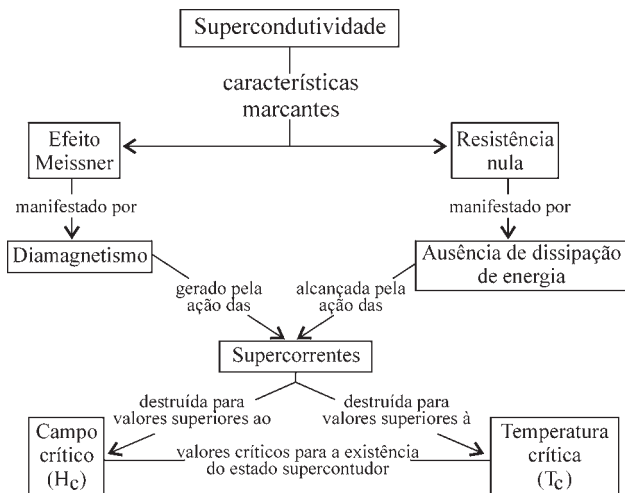 Supercondutividade
características
marcantes
Efeito
Meissner
Resistência
nula
manifestado por
manifestado por
Diamagnetismo
Ausência de dissipação
de energia
gerado pela
ação das
alcançada pela
ação das
Supercorrentes
destruída para
valores superiores ao
destruída para
valores superiores à
Campo
crítico
(Hc)
valores críticos para a existência
do estado supercontudor
Temperatura
crítica
(Tc)